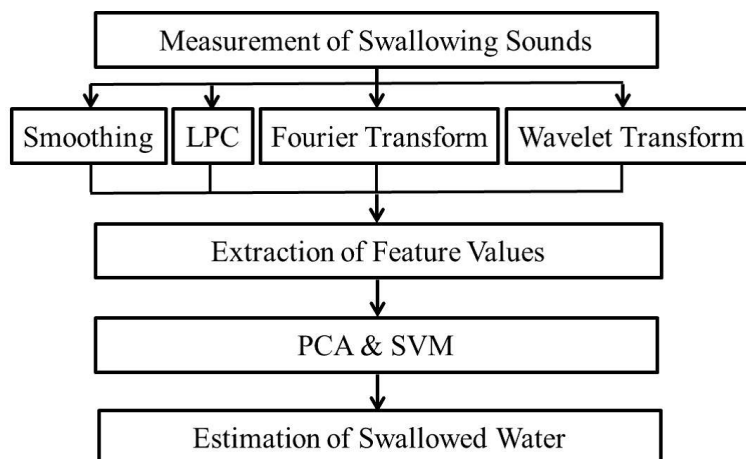 Measurement of Swallowing Sounds
Smoothing
LPC
Fourier Transform
Wavelet Transform
Extraction of Feature Values
PCA & SVM
Estimation of Swallowed Water